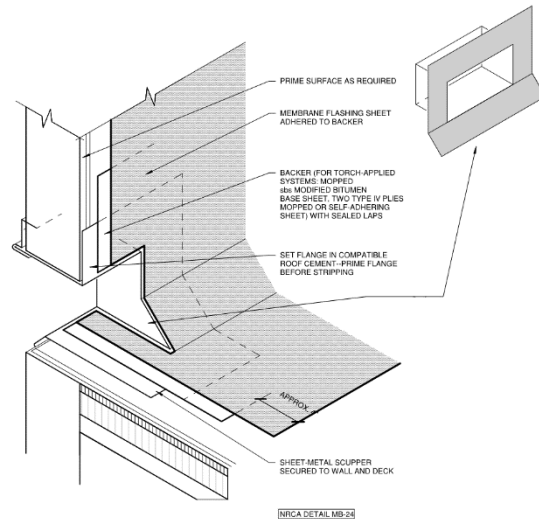 PRIME SURFACE AS REQUIRED
MEMBRANE FLASHING SHEET
ADHERED TO BACKER
BACKER (FOR TORCH-APPLIED
SYSTEMS: MOPPED
sbs MODIFIED BITUMEN
BASE SHEET, TWO TYPE IV PLIES
MOPPED OR SELF-ADHERING
SHEET) WITH SEALED LAPS
SET FLANGE IN COMPATIBLE
ROOF CEMENT--PRIME FLANGE
BEFORE STRIPPING
APPROX.
SHEET-METAL SCUPPER
SECURED TO WALL AND DECK
NRCA DETAIL MB-24